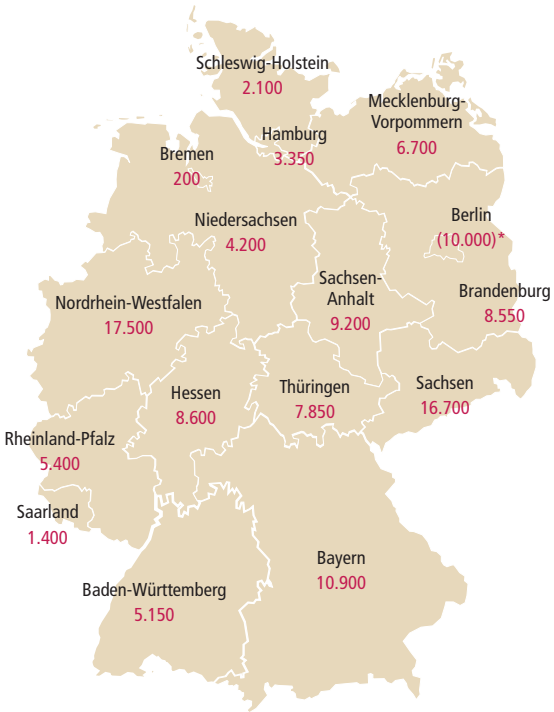 Schleswig-Holstein
2.100
Mecklenburg-
Vorpommern
6.700
Hamburg
3.350
Bremen
200
Niedersachsen
4.200
Berlin
(10.000)*
Sachsen-
Anhalt
9.200
Brandenburg
8.550
Nordrhein-Westfalen
17.500
Hessen
8.600
Thüringen
7.850
Sachsen
16.700
Rheinland-Pfalz
5.400
Saarland
1.400
Bayern
10.900
Baden-Württemberg
5.150